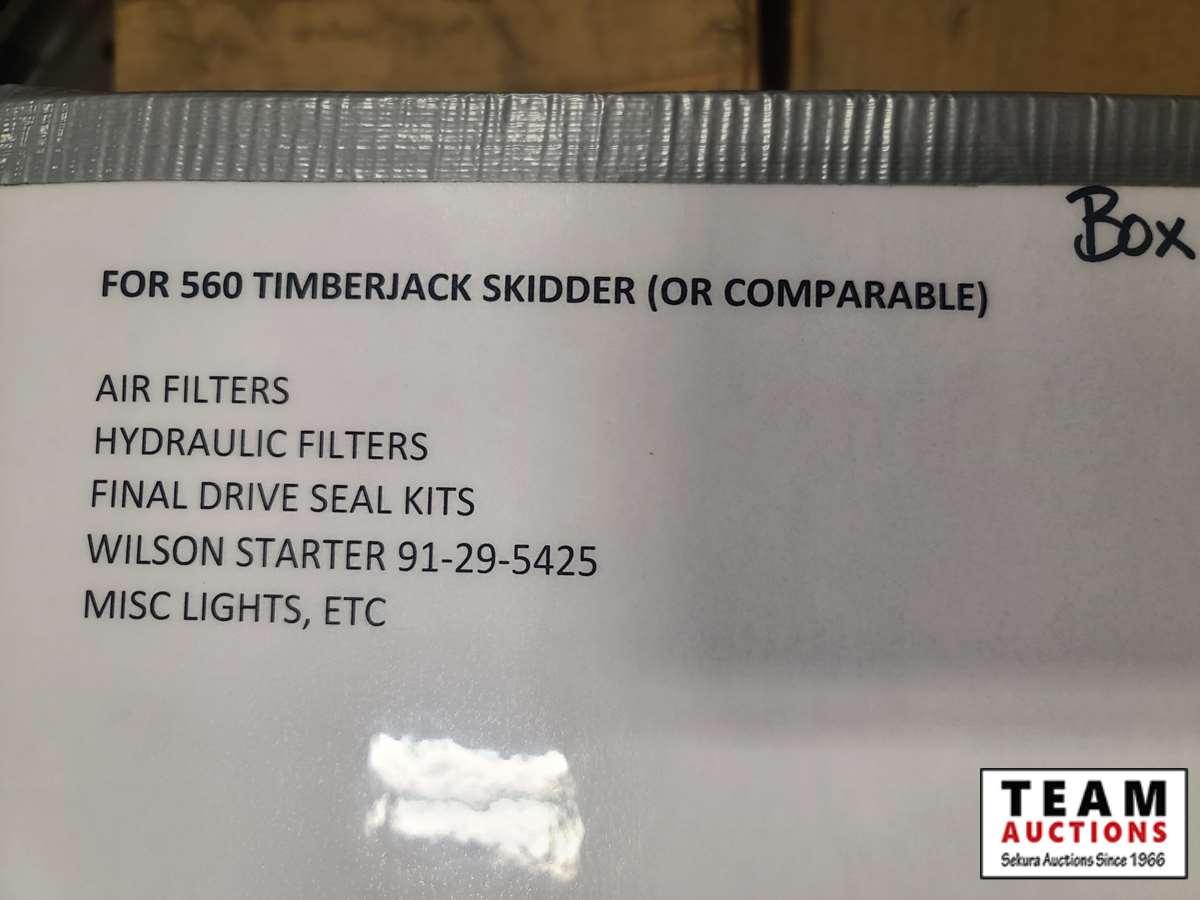 Box
FOR 560 TIMBERJACK SKIDDER (OR COMPARABLE)
AIR FILTERS
HYDRAULIC FILTERS
FINAL DRIVE SEAL KITS
WILSON STARTER 91-29-5425
MISC LIGHTS, ETC
TEAM
AUCTIONS
Sekura Auctions Since 1966